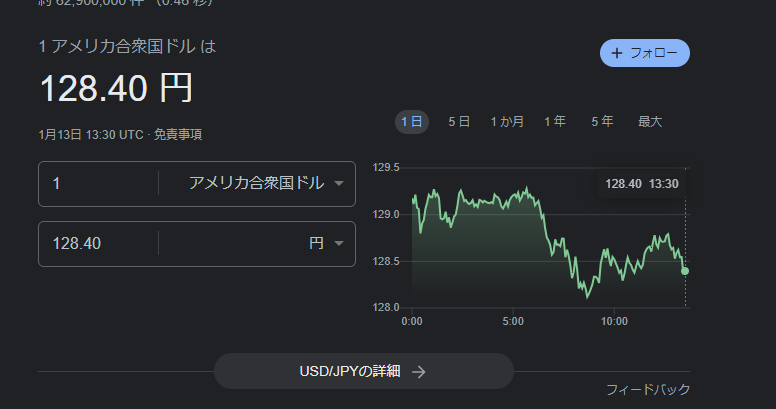 約 62,900,000 件 （0.46 秒）
1 アメリカ合衆国ドル は
＋ フォロー
128.40 円
1月13日 13:30 UTC · 免責事項
1日 5日 1か月 1年 5年 最大
1 アメリカ合衆国ドル
128.40 円
129.5
128.40 13:30
129.0
128.5
128.0
0:00 5:00 10:00
USD/JPYの詳細 →
フィードバック